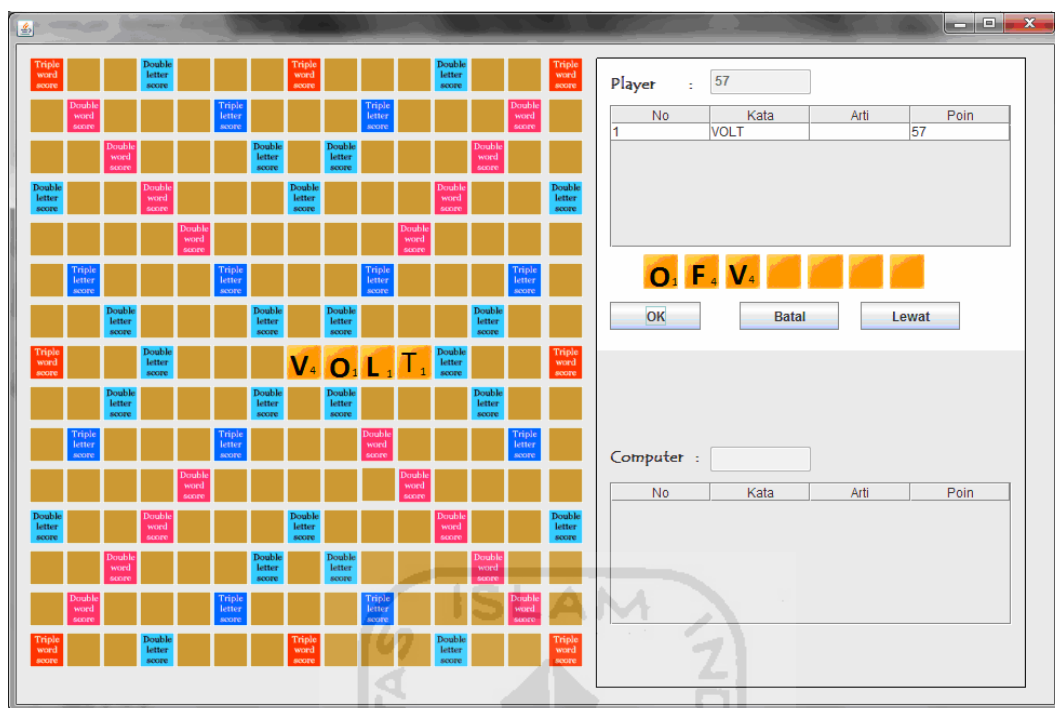 Triple Double Triple Double Triple
word letter word letter word
score score score score score
Double Triple Triple Double
word letter letter word
score score score score
Double Double Double Double
word letter letter word
score score score score
Double Double Double Double Double
letter word letter word letter
score score score score score
Double Double
word word
score score
Triple Triple Triple Triple
letter letter letter letter
score score score score
Double Double Double Double
letter letter letter letter
score score score score
Triple Double Double Triple
word letter V4 O1 L1 T1 letter word
score score score score
Double Double Double Double
letter letter letter letter
score score score score
Triple Triple Double Triple
letter letter word letter
score score score score
Double Double
word word
score score
Double Double Double Double Double
letter word letter word letter
score score score score score
Double Double Double Double
word letter letter word
score score score score
Double Triple Triple Double
word letter letter word
score score score score
Triple Double Triple Double Triple
word letter word letter word
score score score score score
Player : 57
No Kata Arti Poin
1 VOLT 57
O1 F4 V4
OK Batal Lewat
Computer :
No Kata Arti Poin
TAS ISLAM IND